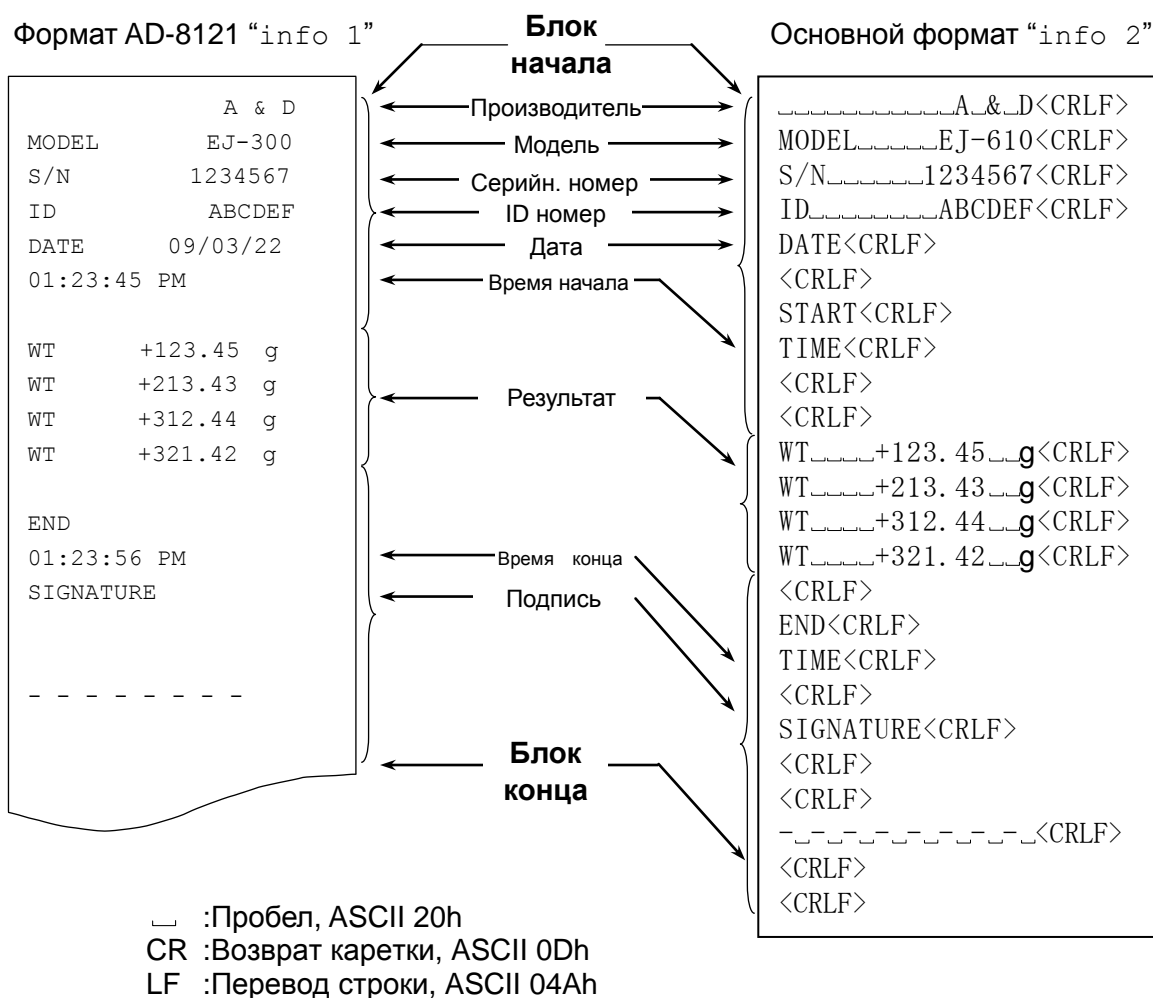 Формат AD-8121 “info 1”
A & D
MODEL EJ-300
S/N 1234567
ID ABCDEF
DATE 09/03/22
01:23:45 PM
WT +123.45 g
WT +213.43 g
WT +312.44 g
WT +321.42 g
END
01:23:56 PM
SIGNATURE
- - - - - - - -
Блок
начала
Производитель
Модель
Серийн. номер
ID номер
Дата
Время начала
Результат
Время конца
Подпись
Блок
конца
Основной формат “info 2”
␣␣␣␣␣␣␣␣␣␣␣A␣&␣D<CRLF>
MODEL␣␣␣␣␣EJ-610<CRLF>
S/N␣␣␣␣␣␣1234567<CRLF>
ID␣␣␣␣␣␣␣␣ABCDEF<CRLF>
DATE<CRLF>
<CRLF>
START<CRLF>
TIME<CRLF>
<CRLF>
<CRLF>
WT␣␣␣␣+123.45␣␣g<CRLF>
WT␣␣␣␣+213.43␣␣g<CRLF>
WT␣␣␣␣+312.44␣␣g<CRLF>
WT␣␣␣␣+321.42␣␣g<CRLF>
<CRLF>
END<CRLF>
TIME<CRLF>
<CRLF>
SIGNATURE<CRLF>
<CRLF>
<CRLF>
-␣-␣-␣-␣-␣-␣-␣-␣<CRLF>
<CRLF>
<CRLF>
␣ :Пробел, ASCII 20h
CR :Возврат каретки, ASCII 0Dh
LF :Перевод строки, ASCII 04Ah